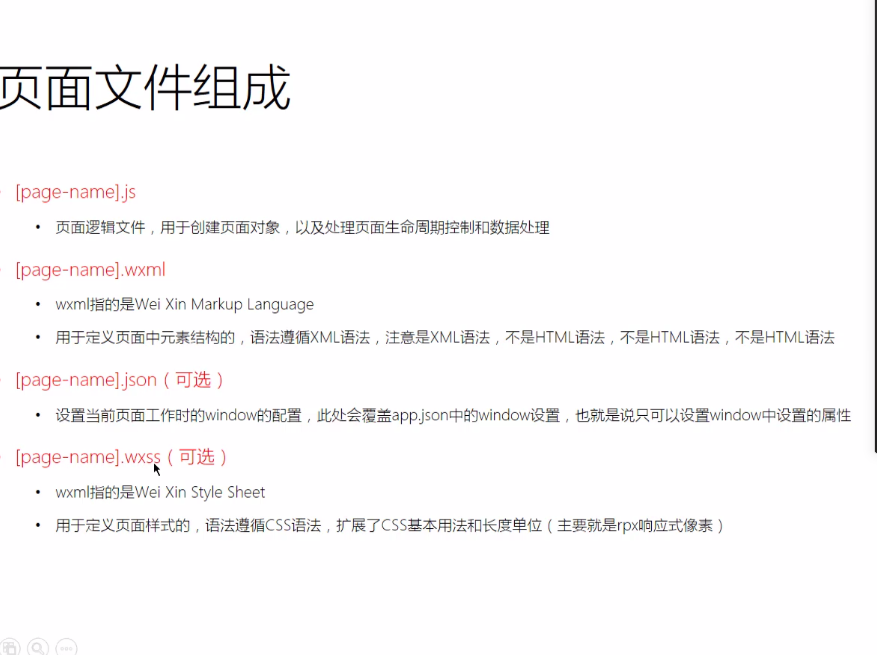 页面文件组成
[page-name].js
• 页面逻辑文件，用于创建页面对象，以及处理页面生命周期控制和数据处理
[page-name].wxml
• wxml指的是Wei Xin Markup Language
• 用于定义页面中元素结构的，语法遵循XML语法，注意是XML语法，不是HTML语法，不是HTML语法，不是HTML语法
[page-name].json（可选）
• 设置当前页面工作时的window的配置，此处会覆盖app.json中的window设置，也就是说只可以设置window中设置的属性
[page-name].wxss（可选）
• wxml指的是Wei Xin Style Sheet
• 用于定义页面样式的，语法遵循CSS语法，扩展了CSS基本用法和长度单位（主要就是rpx响应式像素）